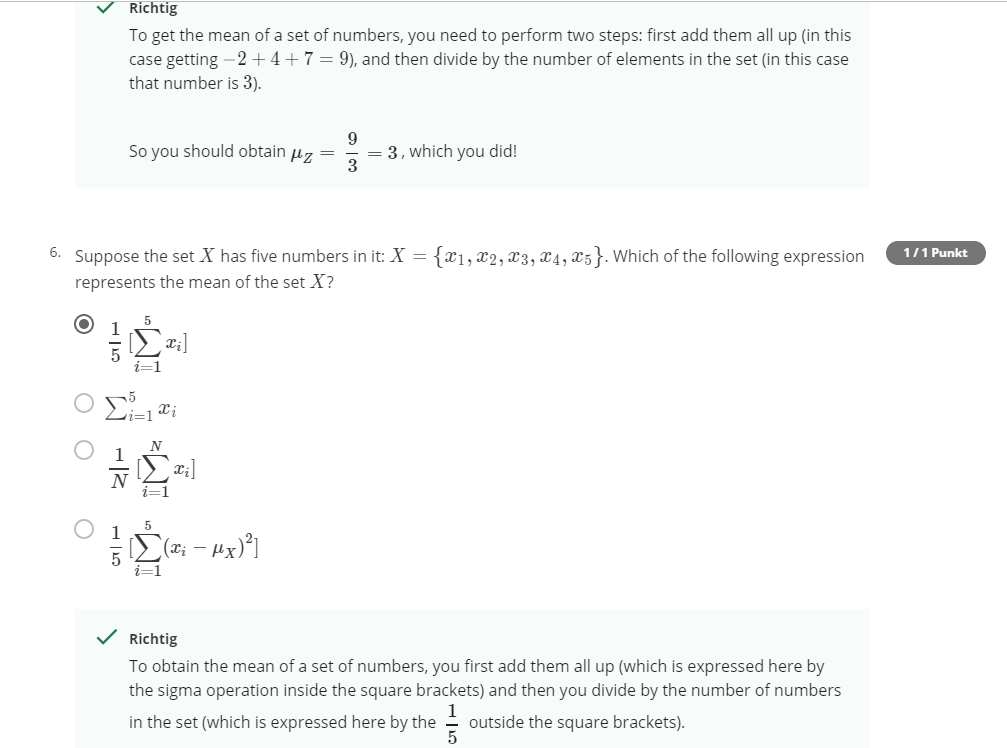 Richtig
To get the mean of a set of numbers, you need to perform two steps: first add them all up (in this
case getting −2 + 4 + 7 = 9), and then divide by the number of elements in the set (in this case
that number is 3).
So you should obtain μ_Z = 9/3 = 3, which you did!
6. Suppose the set X has five numbers in it: X = {x₁, x₂, x₃, x₄, x₅}. Which of the following expression 1 / 1 Punkt
represents the mean of the set X?
1/5 [∑_{i=1}^{5} x_i]
∑_{i=1}^{5} x_i
1/N [∑_{i=1}^{N} x_i]
1/5 [∑_{i=1}^{5} (x_i − μ_X)²]
Richtig
To obtain the mean of a set of numbers, you first add them all up (which is expressed here by
the sigma operation inside the square brackets) and then you divide by the number of numbers
in the set (which is expressed here by the 1/5 outside the square brackets).